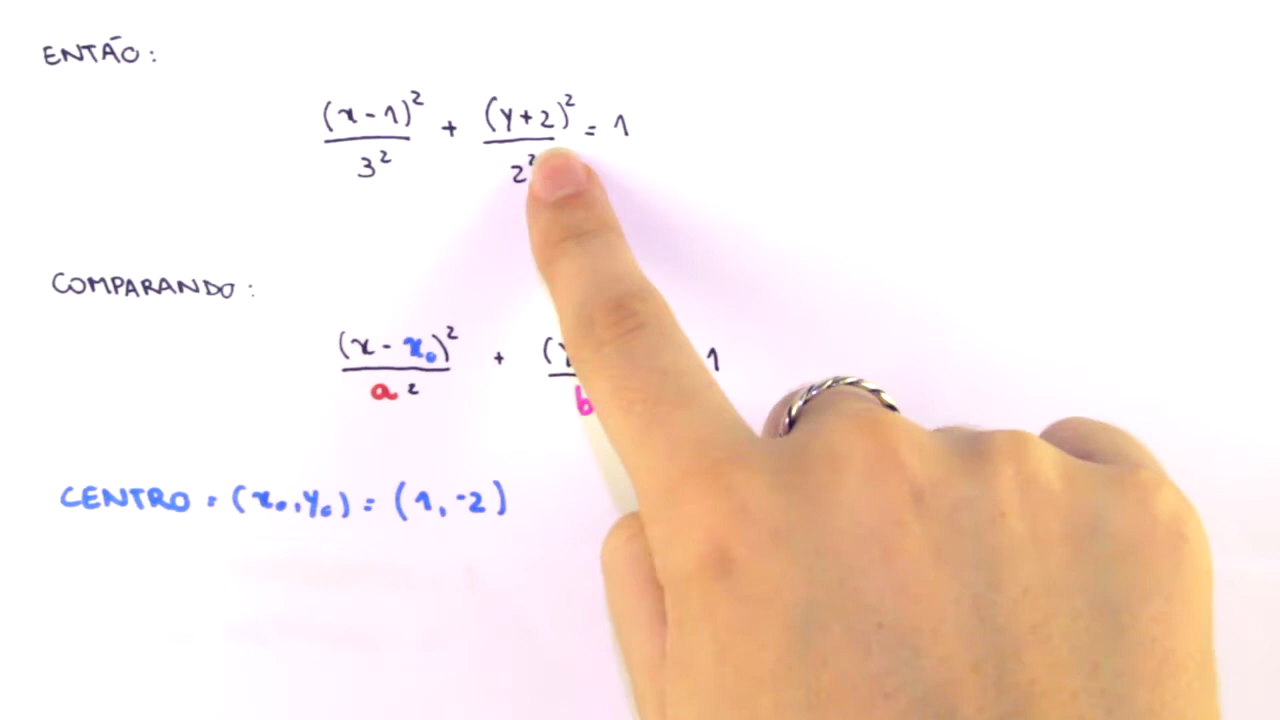 ENTÃO:
(x-1)²/3² + (y+2)²/2² = 1
COMPARANDO:
(x-x₀)²/a² + (y b 1
CENTRO = (x₀,y₀) = (1,-2)